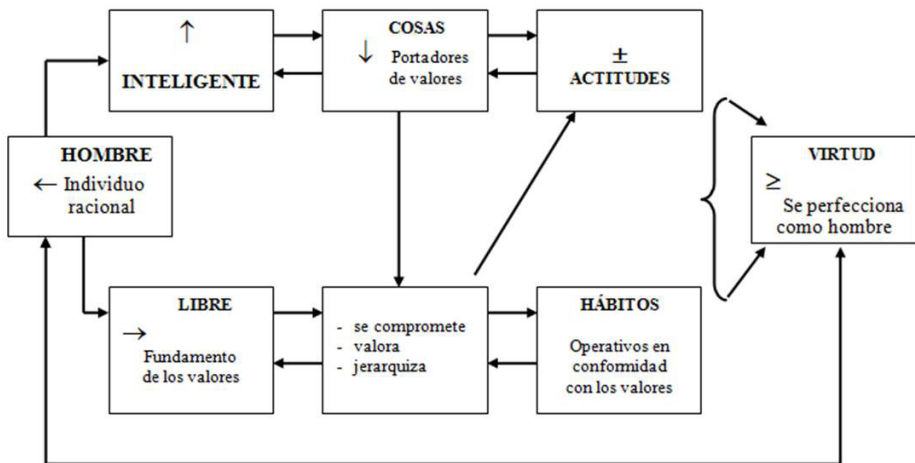 ↑
INTELIGENTE
COSAS
↓ Portadores
de valores
±
ACTITUDES
HOMBRE
← Individuo
racional
VIRTUD
≥
Se perfecciona
como hombre
LIBRE
→
Fundamento
de los valores
- se compromete
- valora
- jerarquiza
HÁBITOS
Operativos en
conformidad
con los valores